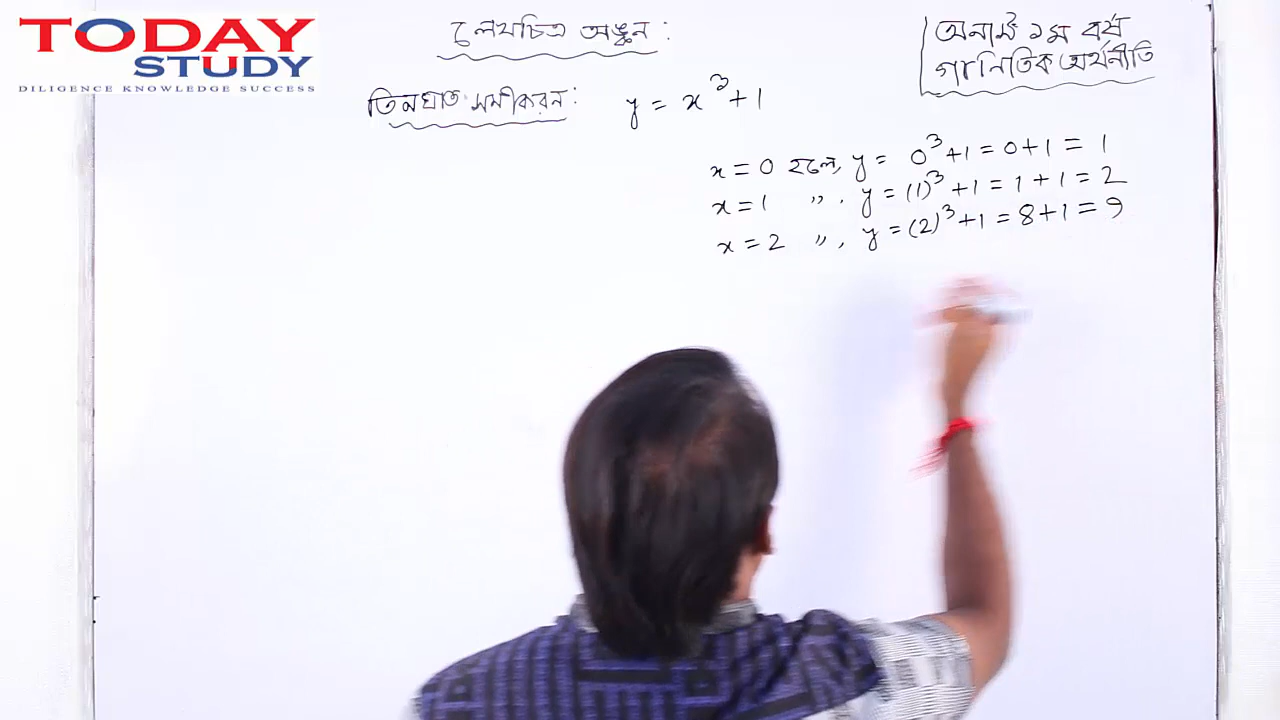 TODAY
STUDY
DILIGENCE KNOWLEDGE SUCCESS
লেখচিত্র অঙ্কন :
অনার্স ১ম বর্ষ
গাণিতিক অর্থনীতি
তিনঘাত সমীকরন : y = x³ + 1
x = 0 হলে, y = 0³ + 1 = 0 + 1 = 1
x = 1 ,, , y = (1)³ + 1 = 1 + 1 = 2
x = 2 ,, , y = (2)³ + 1 = 8 + 1 = 9